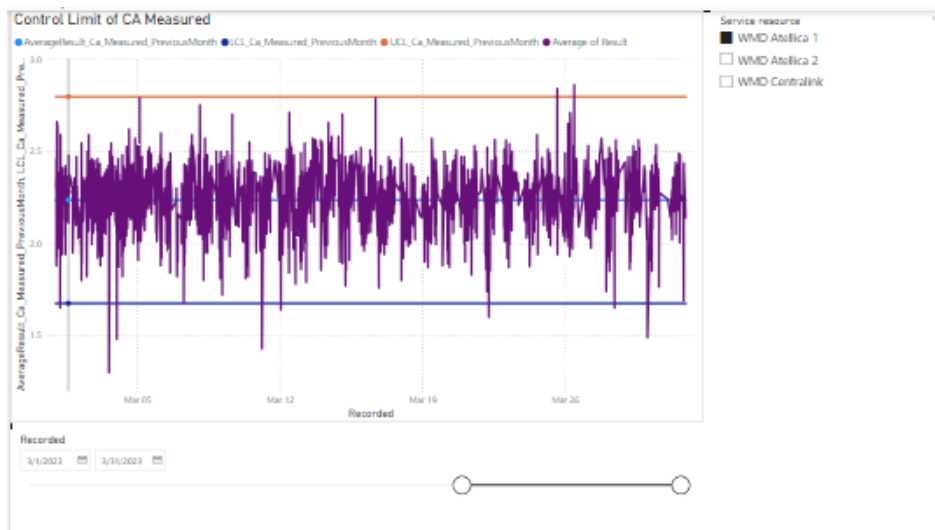 Control Limit of CA Measured
AverageResult_Ca_Measured_PreviousMonth LCL_Ca_Measured_PreviousMonth UCL_Ca_Measured_PreviousMonth Average of Result
AverageResult_Ca_Measured_PreviousMonth, LCL_Ca_Measured_Pre...
3.0
2.5
2.0
1.5
Mar 05 Mar 12 Mar 19 Mar 26
Recorded
Service resource
WMD Atellica 1
WMD Atellica 2
WMD Centralink
Recorded
3/1/2023 3/31/2023